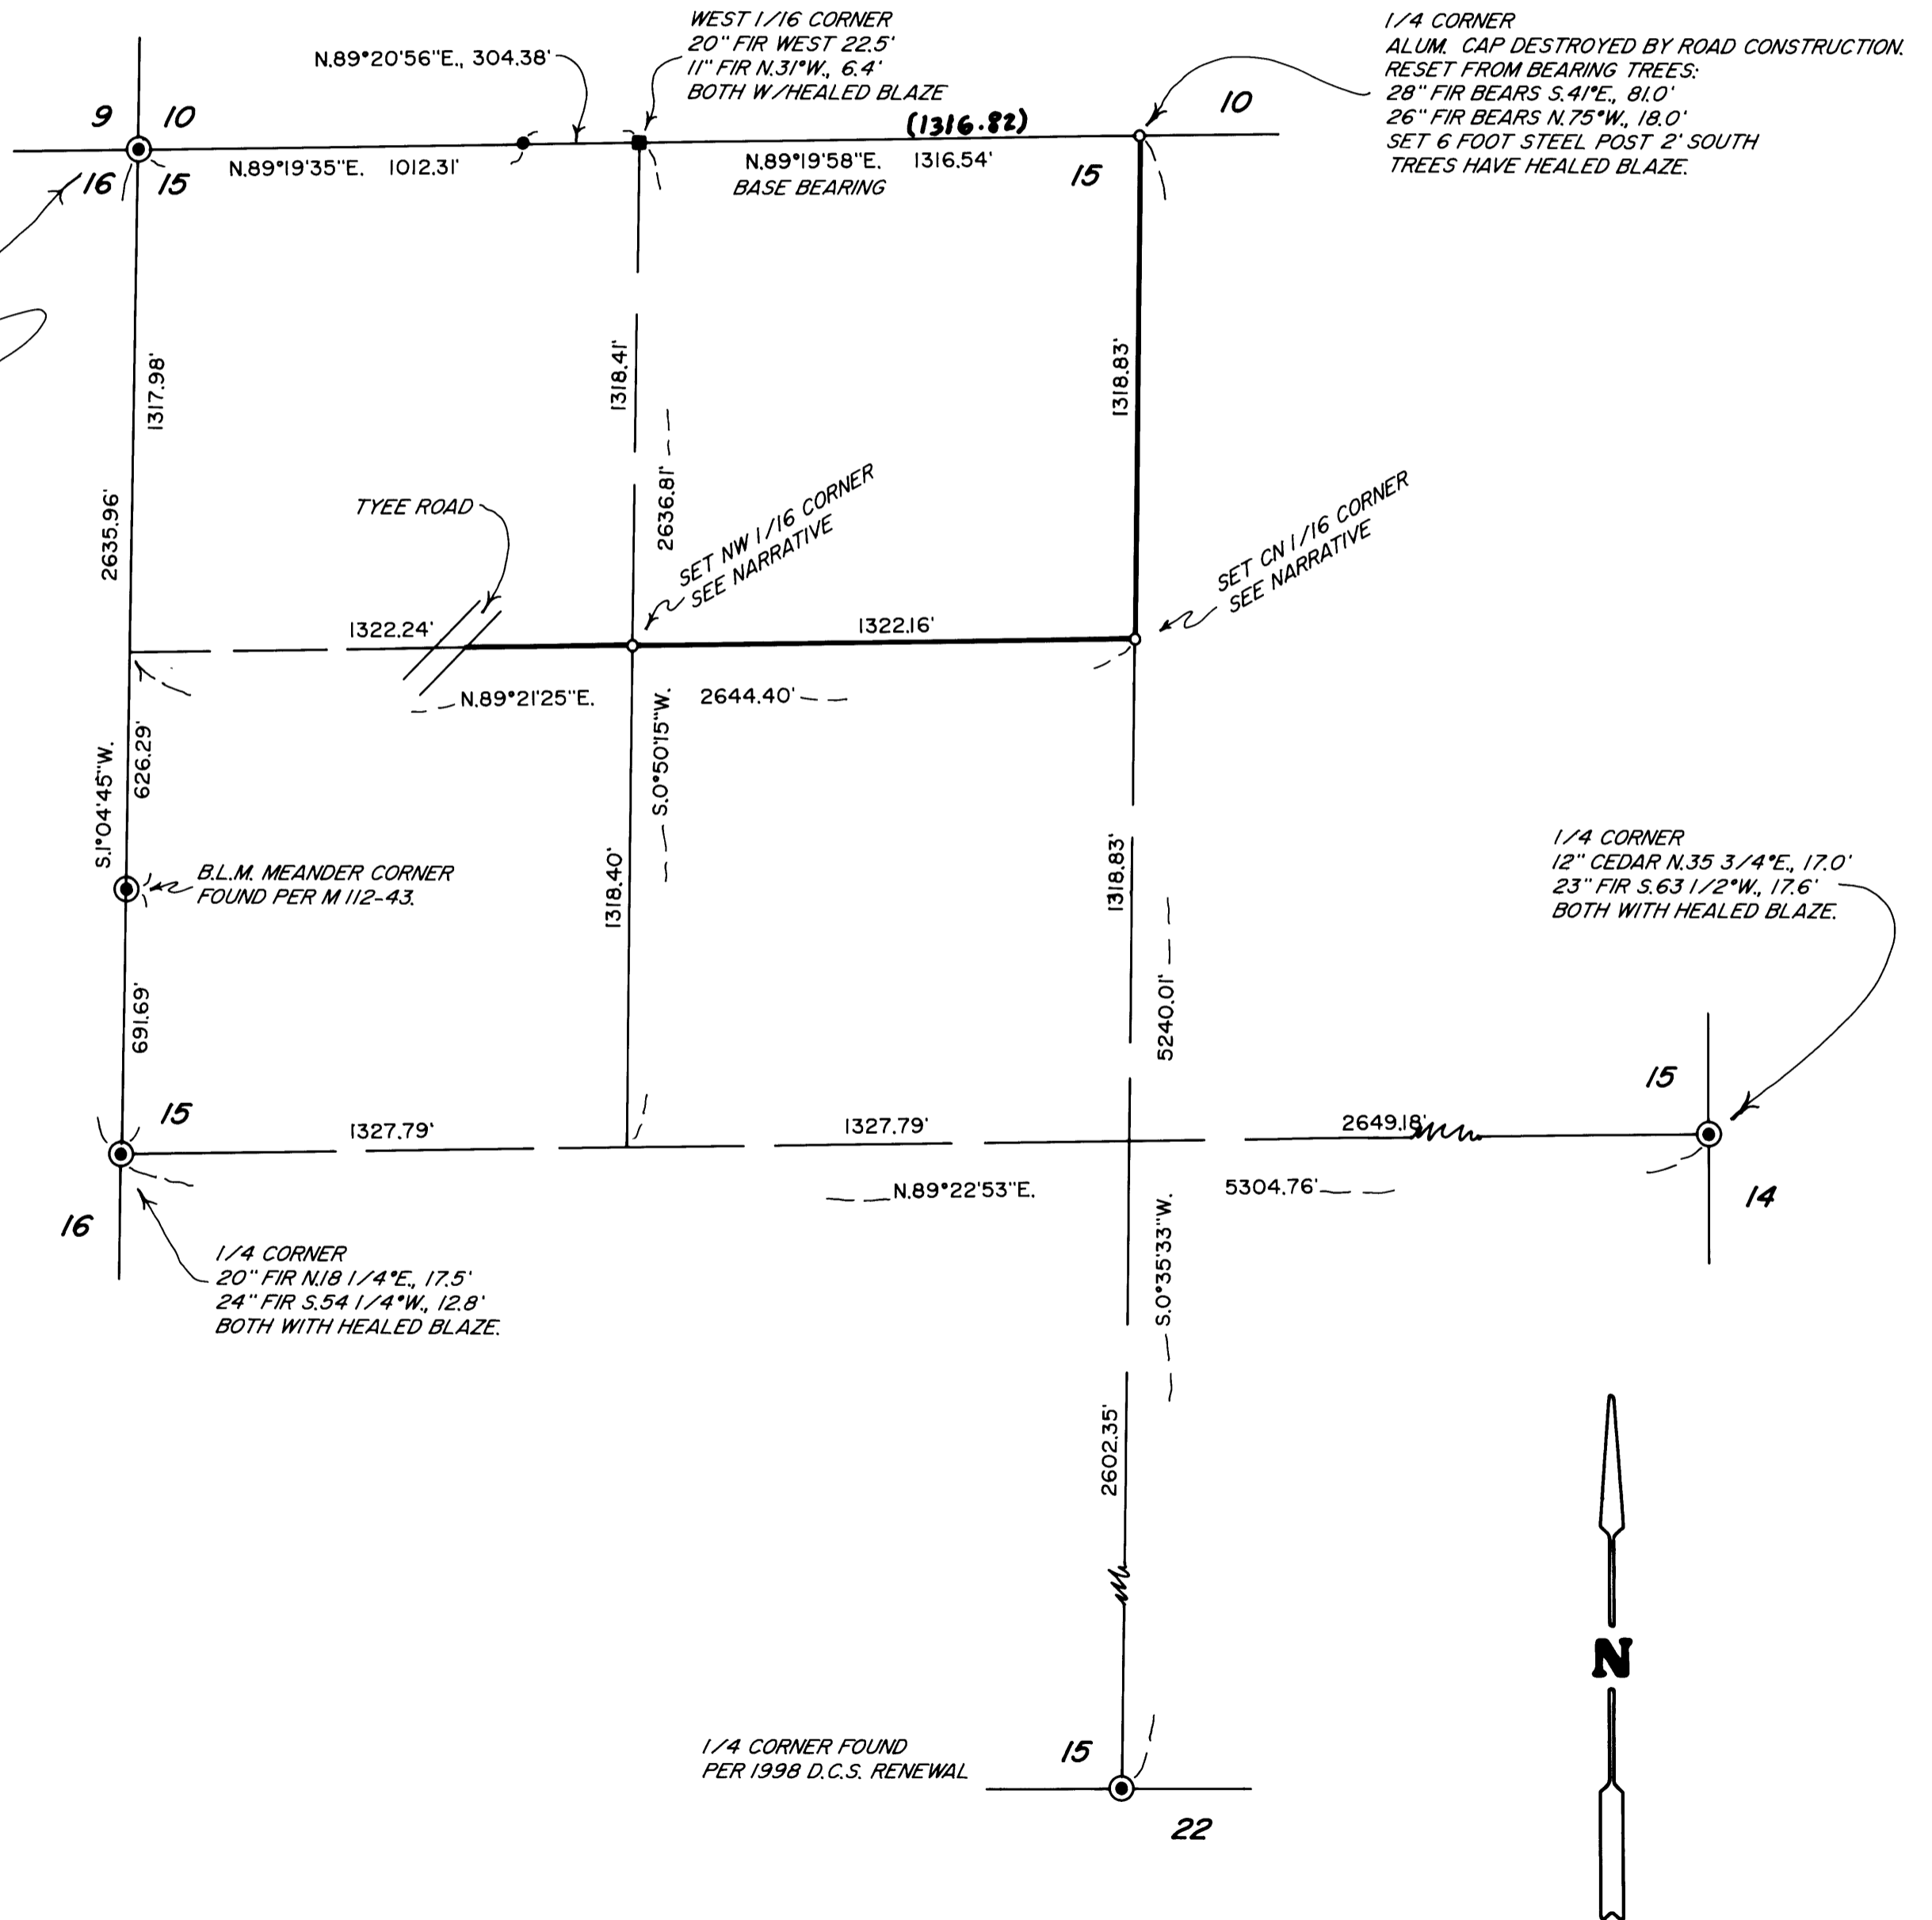 WEST 1/16 CORNER
20" FIR WEST 22.5'
11" FIR N.31°W., 6.4'
BOTH W/HEALED BLAZE
1/4 CORNER
ALUM. CAP DESTROYED BY ROAD CONSTRUCTION.
RESET FROM BEARING TREES:
28" FIR BEARS S.41°E., 81.0'
26" FIR BEARS N.75°W., 18.0'
SET 6 FOOT STEEL POST 2' SOUTH
TREES HAVE HEALED BLAZE.
N.89°20'56"E., 304.38'
9 10
(1316.82)
10
N.89°19'35"E. 1012.31'
N.89°19'58"E. 1316.54'
BASE BEARING
16 15
15
1317.98'
1318.41'
1318.83'
2635.96'
2636.81'
TYEE ROAD
SET NW 1/16 CORNER
SEE NARRATIVE
SET CN 1/16 CORNER
SEE NARRATIVE
1322.24'
1322.16'
N.89°21'25"E. 2644.40'
S.0°50'15"W.
S.1°04'45"W.
626.29'
B.L.M. MEANDER CORNER
FOUND PER M 112-43.
1318.40'
1318.83'
1/4 CORNER
12" CEDAR N.35 3/4°E., 17.0'
23" FIR S.63 1/2°W., 17.6'
BOTH WITH HEALED BLAZE.
691.69'
5240.01'
15
15
1327.79'
1327.79'
2649.18'
N.89°22'53"E. 5304.76'
16
14
1/4 CORNER
20" FIR N.18 1/4°E., 17.5'
24" FIR S.54 1/4°W., 12.8'
BOTH WITH HEALED BLAZE.
S.0°35'33"W.
2602.35'
N
1/4 CORNER FOUND
PER 1998 D.C.S. RENEWAL
15
22